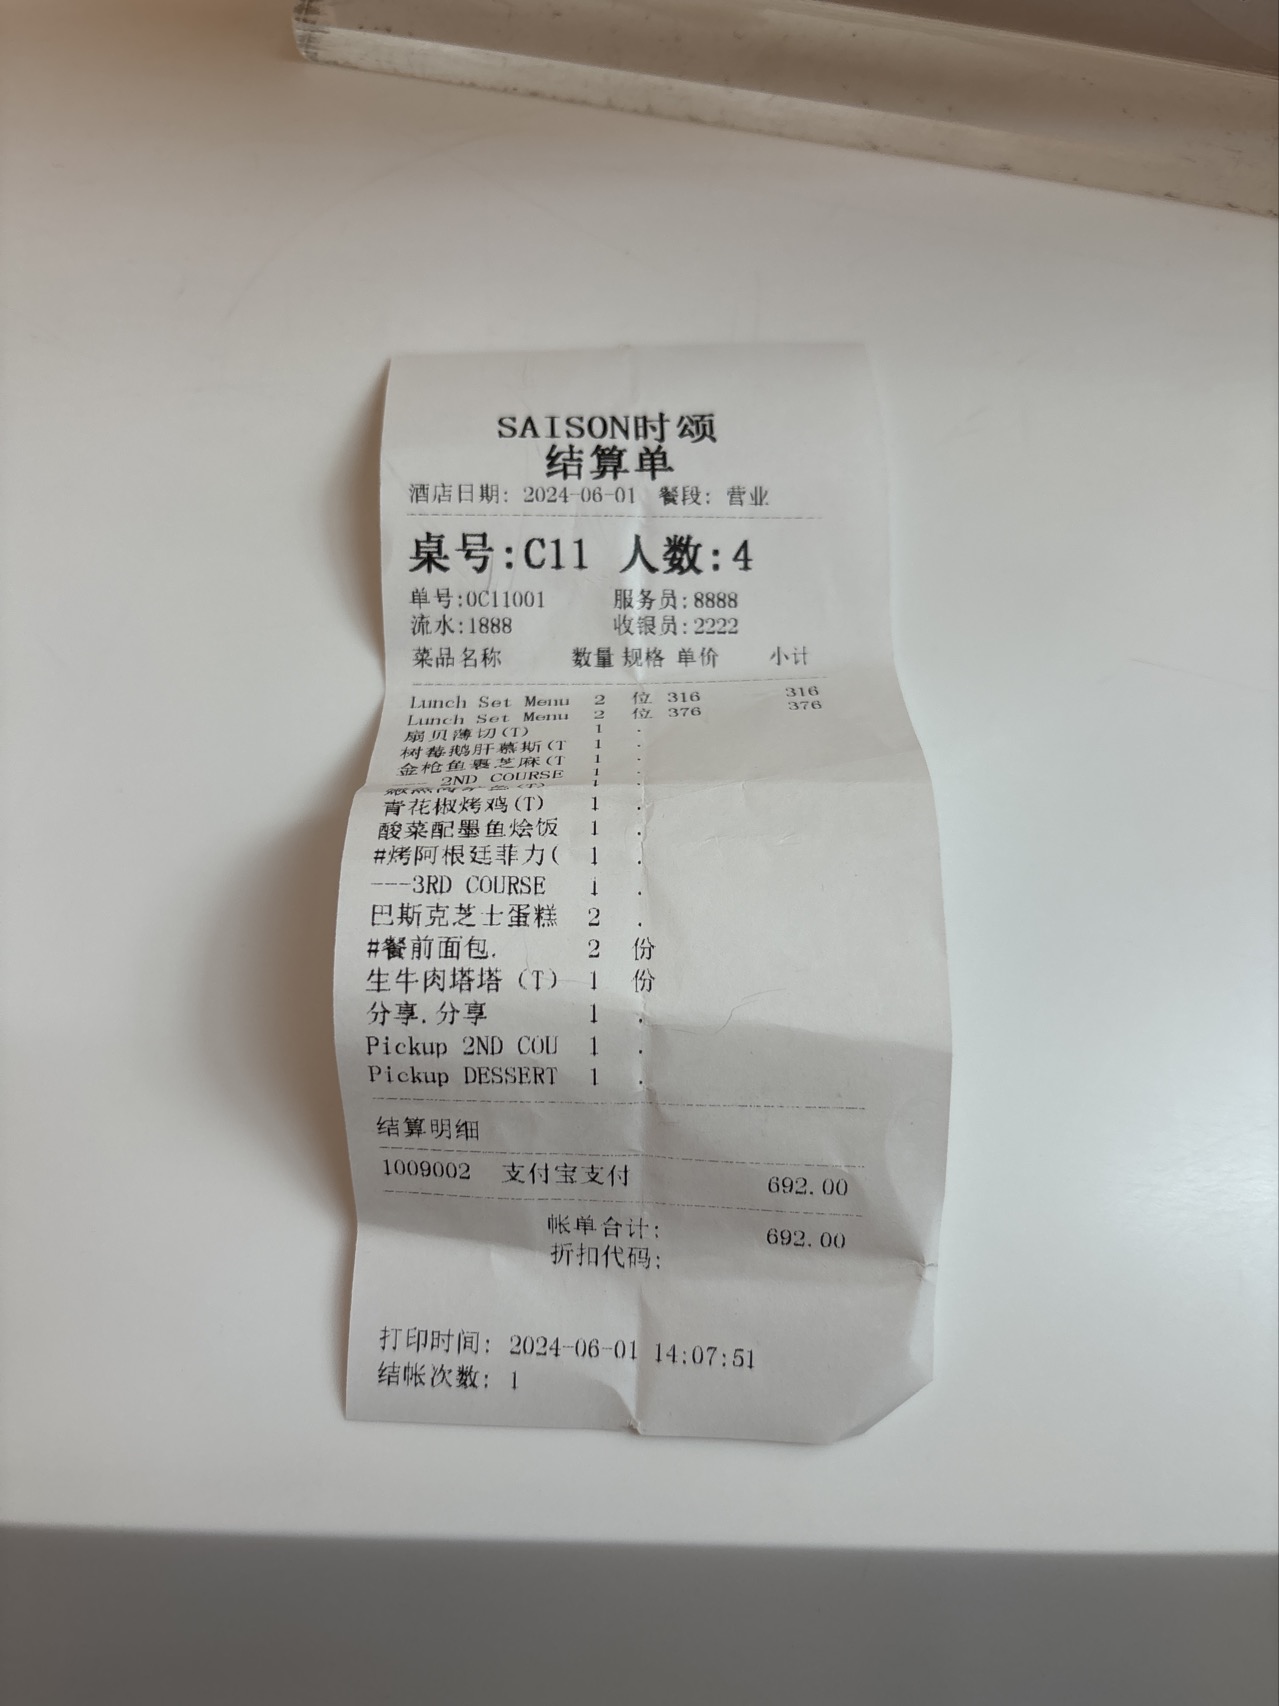 SAISON时颂
结算单
酒店日期: 2024-06-01 餐段: 营业
桌号:C11 人数:4
单号:0C11001 服务员:8888
流水:1888 收银员:2222
菜品名称 数量 规格 单价 小计
Lunch Set Menu 2 位 316 316
Lunch Set Menu 2 位 376 376
扇贝薄切(T) 1 .
树莓鹅肝慕斯(T 1 .
金枪鱼裹芝麻(T 1 .
--- 2ND COURSE 1 .
(T) 1 .
青花椒烤鸡(T) 1 .
酸菜配墨鱼烩饭 1 .
#烤阿根廷菲力( 1 .
---3RD COURSE 1 .
巴斯克芝士蛋糕 2 .
#餐前面包. 2 份
生牛肉塔塔 (T) 1 份
分享.分享 1 .
Pickup 2ND COU 1 .
Pickup DESSERT 1 .
结算明细
1009002 支付宝支付 692.00
帐单合计: 692.00
折扣代码:
打印时间: 2024-06-01 14:07:51
结帐次数: 1